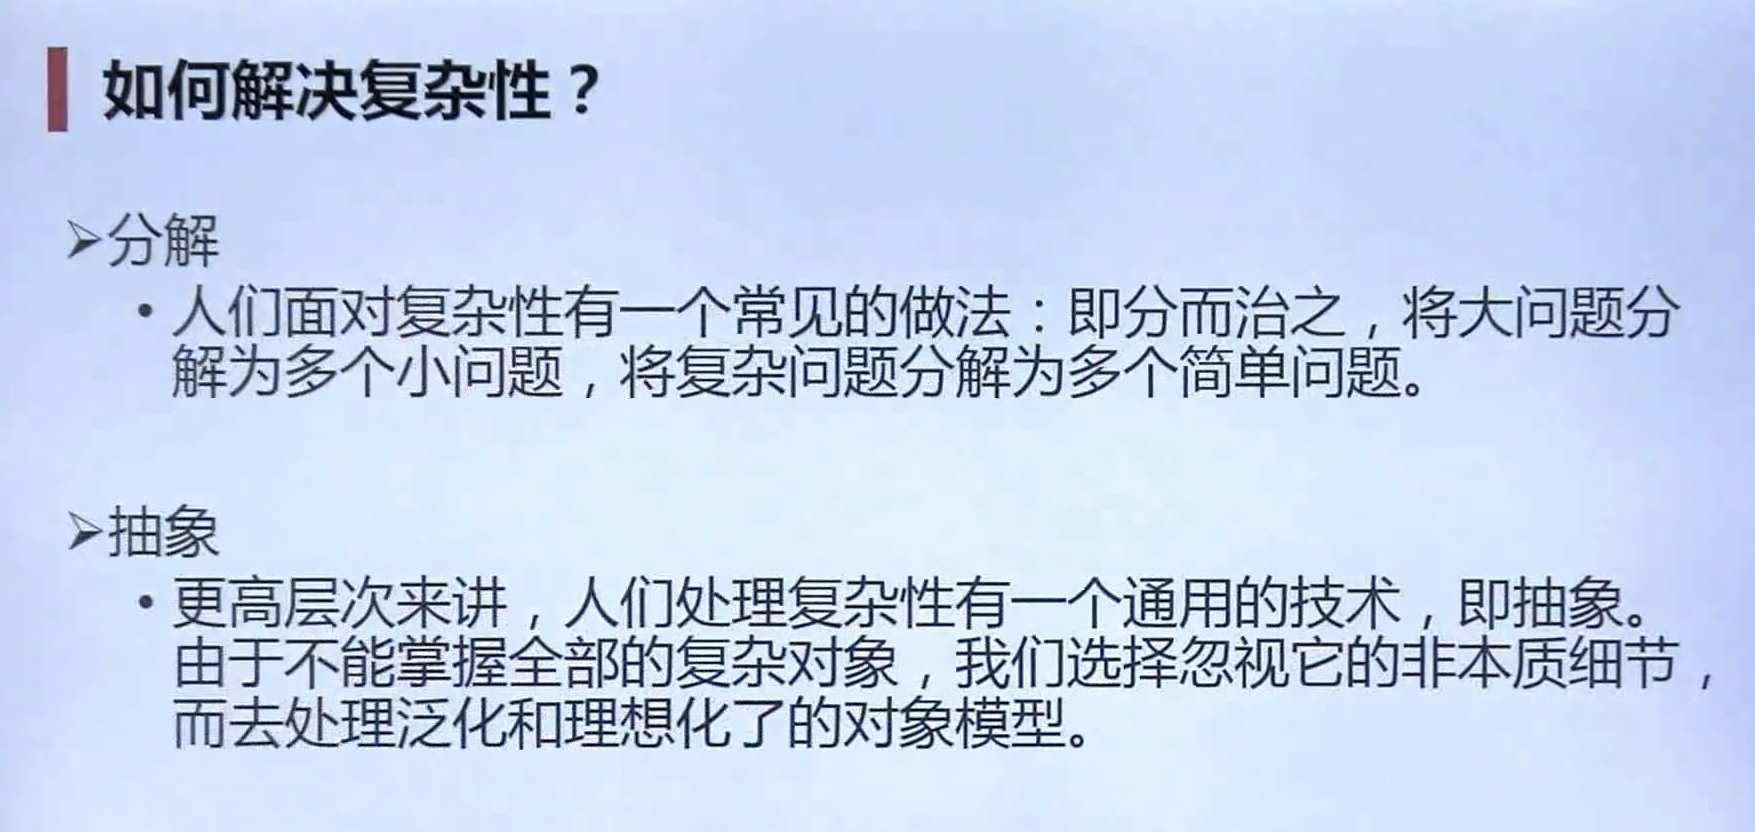 如何解决复杂性？
➢分解
• 人们面对复杂性有一个常见的做法：即分而治之，将大问题分
解为多个小问题，将复杂问题分解为多个简单问题。
➢抽象
• 更高层次来讲，人们处理复杂性有一个通用的技术，即抽象。
由于不能掌握全部的复杂对象，我们选择忽视它的非本质细节，
而去处理泛化和理想化了的对象模型。